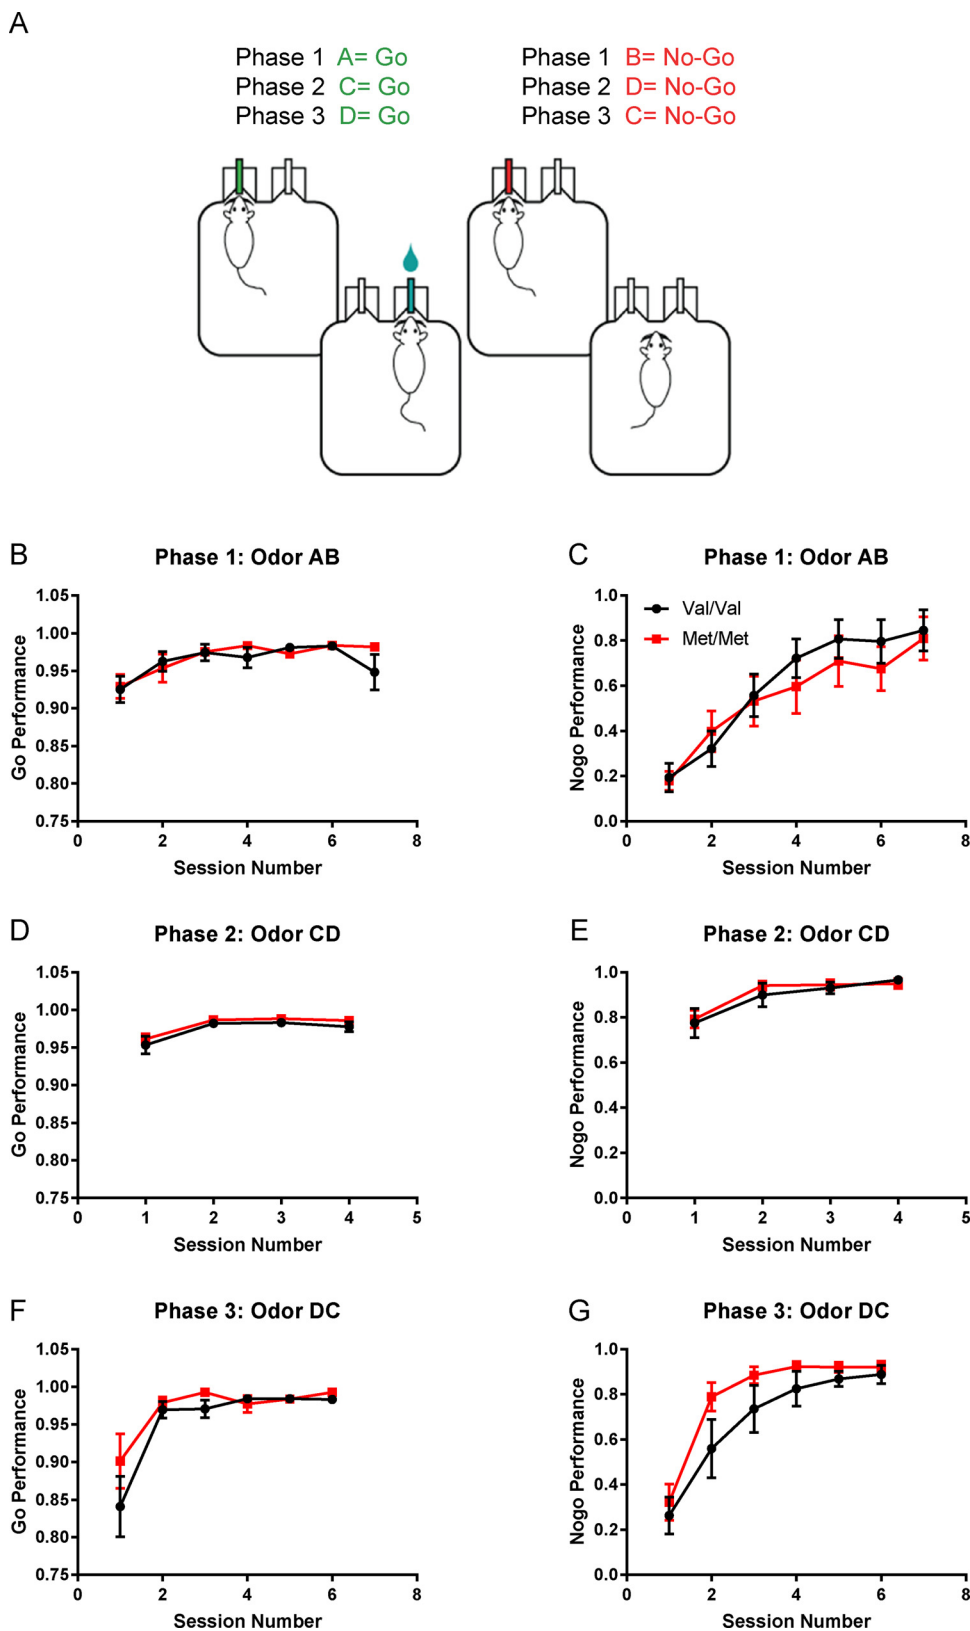 A
Phase 1 A= Go
Phase 2 C= Go
Phase 3 D= Go
Phase 1 B= No-Go
Phase 2 D= No-Go
Phase 3 C= No-Go
B
Phase 1: Odor AB
1.05
1.00
0.95
0.90
0.85
0.80
0.75
Go Performance
0 2 4 6 8
Session Number
C
Phase 1: Odor AB
Val/Val
Met/Met
1.0
0.8
0.6
0.4
0.2
0.0
Nogo Performance
0 2 4 6 8
Session Number
D
Phase 2: Odor CD
1.05
1.00
0.95
0.90
0.85
0.80
0.75
Go Performance
0 1 2 3 4 5
Session Number
E
Phase 2: Odor CD
1.0
0.8
0.6
0.4
0.2
0.0
Nogo Performance
0 1 2 3 4 5
Session Number
F
Phase 3: Odor DC
1.05
1.00
0.95
0.90
0.85
0.80
0.75
Go Performance
0 2 4 6 8
Session Number
G
Phase 3: Odor DC
1.0
0.8
0.6
0.4
0.2
0.0
Nogo Performance
0 2 4 6 8
Session Number